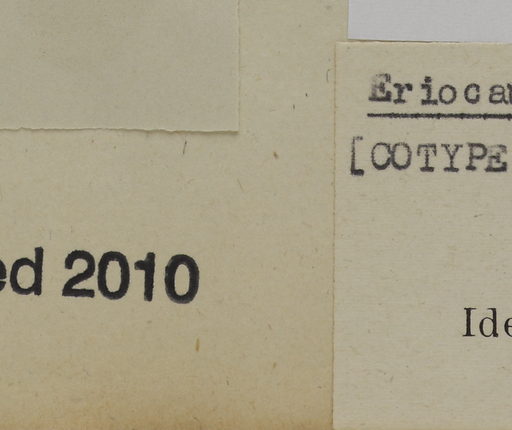 Eriocau
[COTYPE
ed 2010
Ide